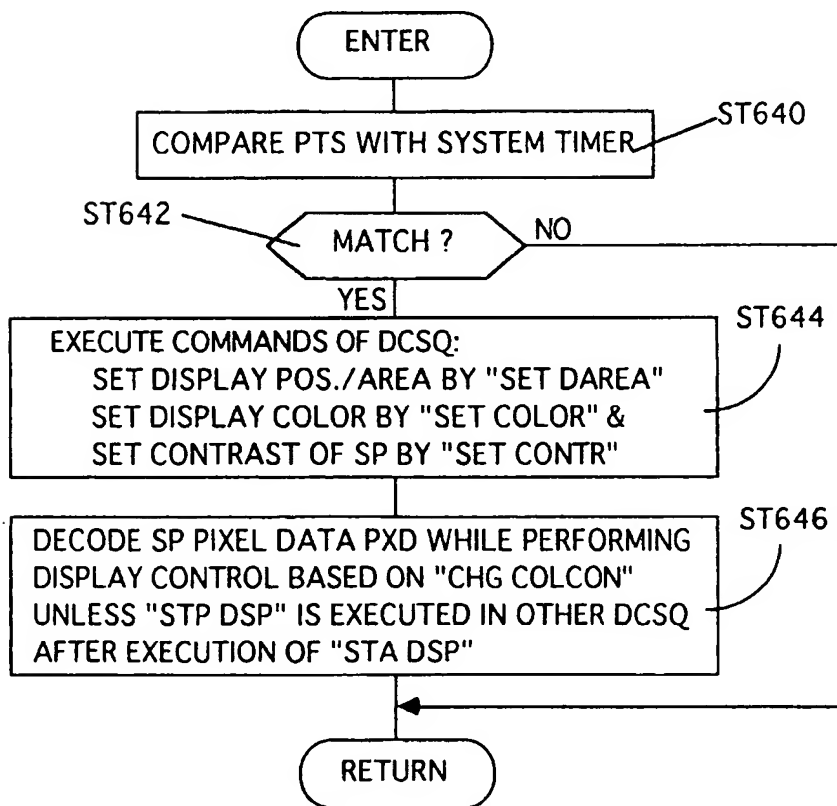 ENTER
ST640
COMPARE PTS WITH SYSTEM TIMER
ST642
MATCH ?
NO
YES
ST644
EXECUTE COMMANDS OF DCSQ:
SET DISPLAY POS./AREA BY "SET DAREA"
SET DISPLAY COLOR BY "SET COLOR" &
SET CONTRAST OF SP BY "SET CONTR"
ST646
DECODE SP PIXEL DATA PXD WHILE PERFORMING
DISPLAY CONTROL BASED ON "CHG COLCON"
UNLESS "STP DSP" IS EXECUTED IN OTHER DCSQ
AFTER EXECUTION OF "STA DSP"
RETURN